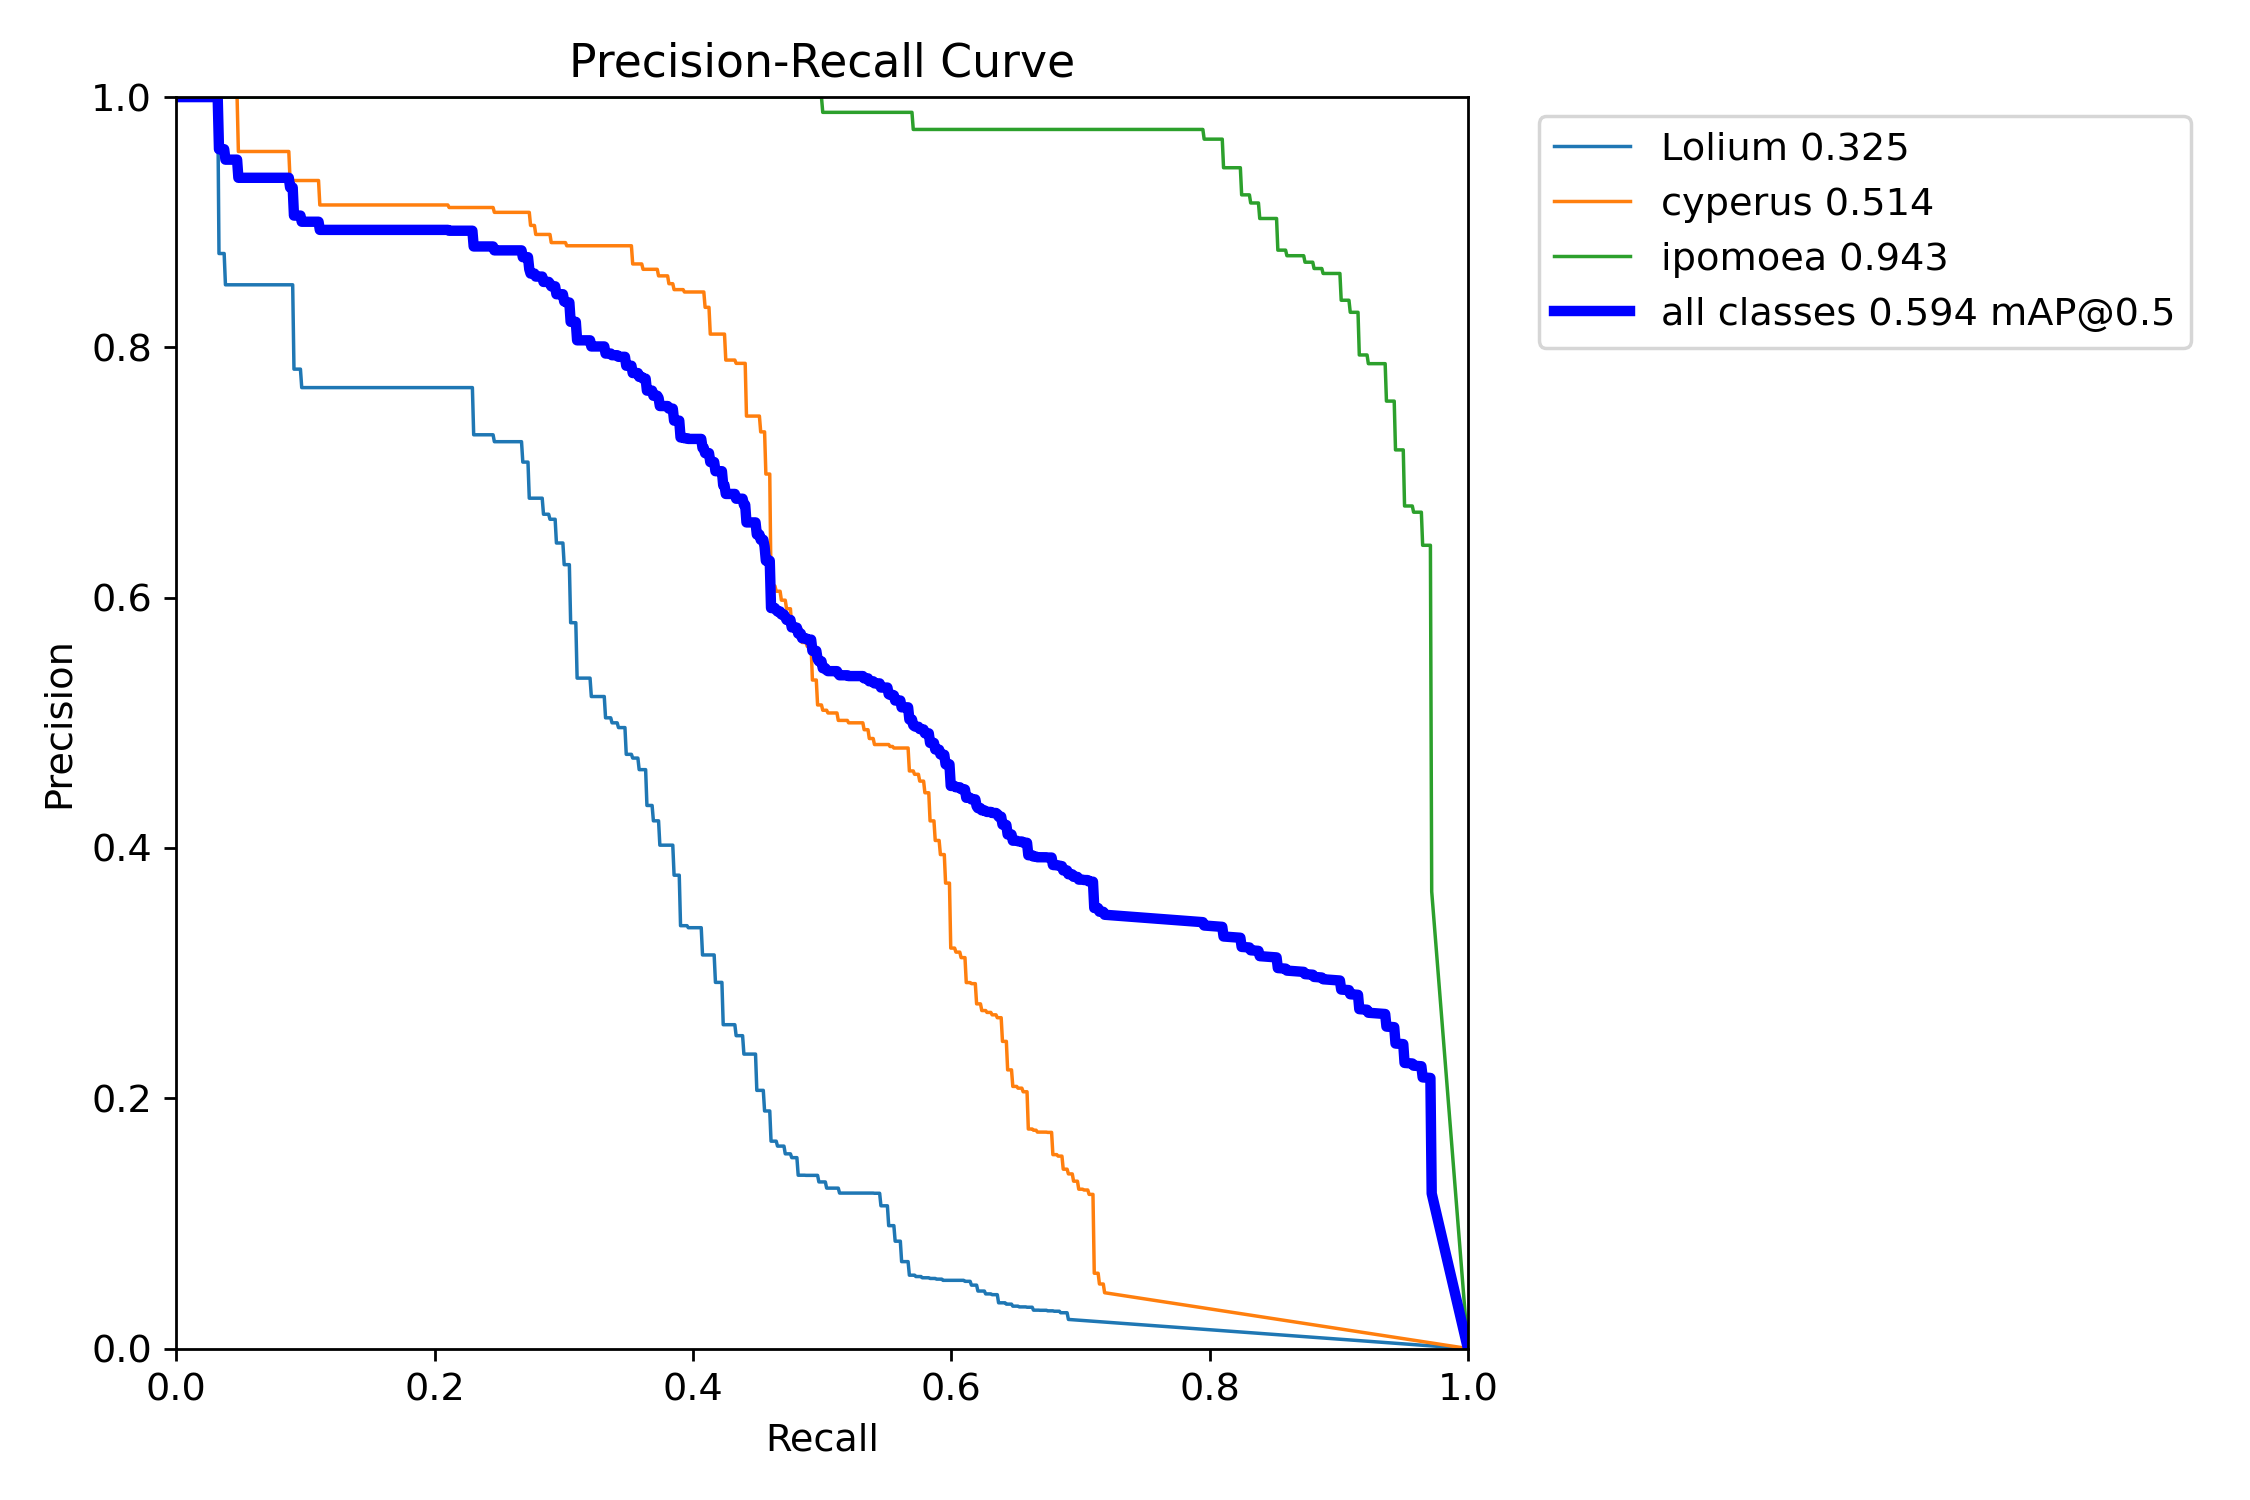 Precision-Recall Curve
1.0
0.8
0.6
0.4
0.2
0.0
Precision
0.0 0.2 0.4 0.6 0.8 1.0
Recall
Lolium 0.325
cyperus 0.514
ipomoea 0.943
all classes 0.594 mAP@0.5